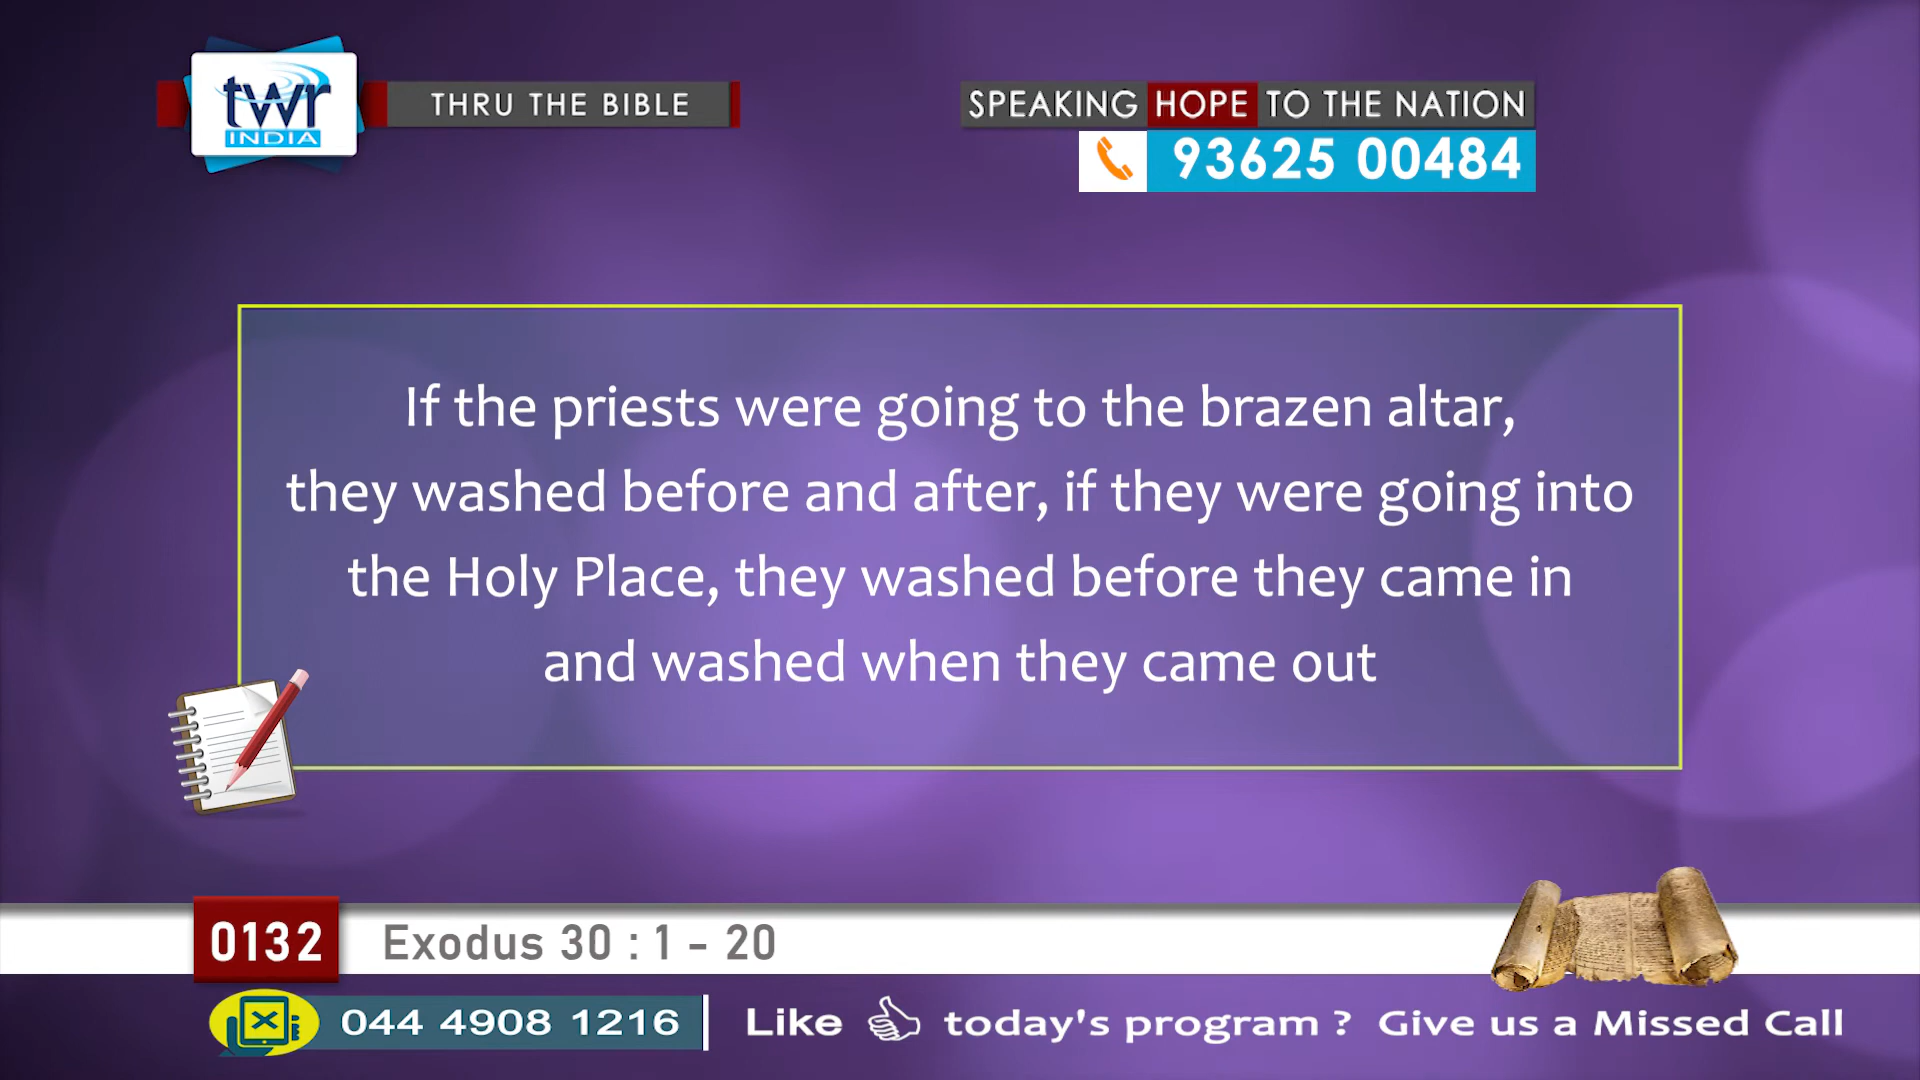 twr
INDIA
THRU THE BIBLE
SPEAKING HOPE TO THE NATION
93625 00484
If the priests were going to the brazen altar,
they washed before and after, if they were going into
the Holy Place, they washed before they came in
and washed when they came out
0132
Exodus 30 : 1 - 20
044 4908 1216
Like today's program ? Give us a Missed Call